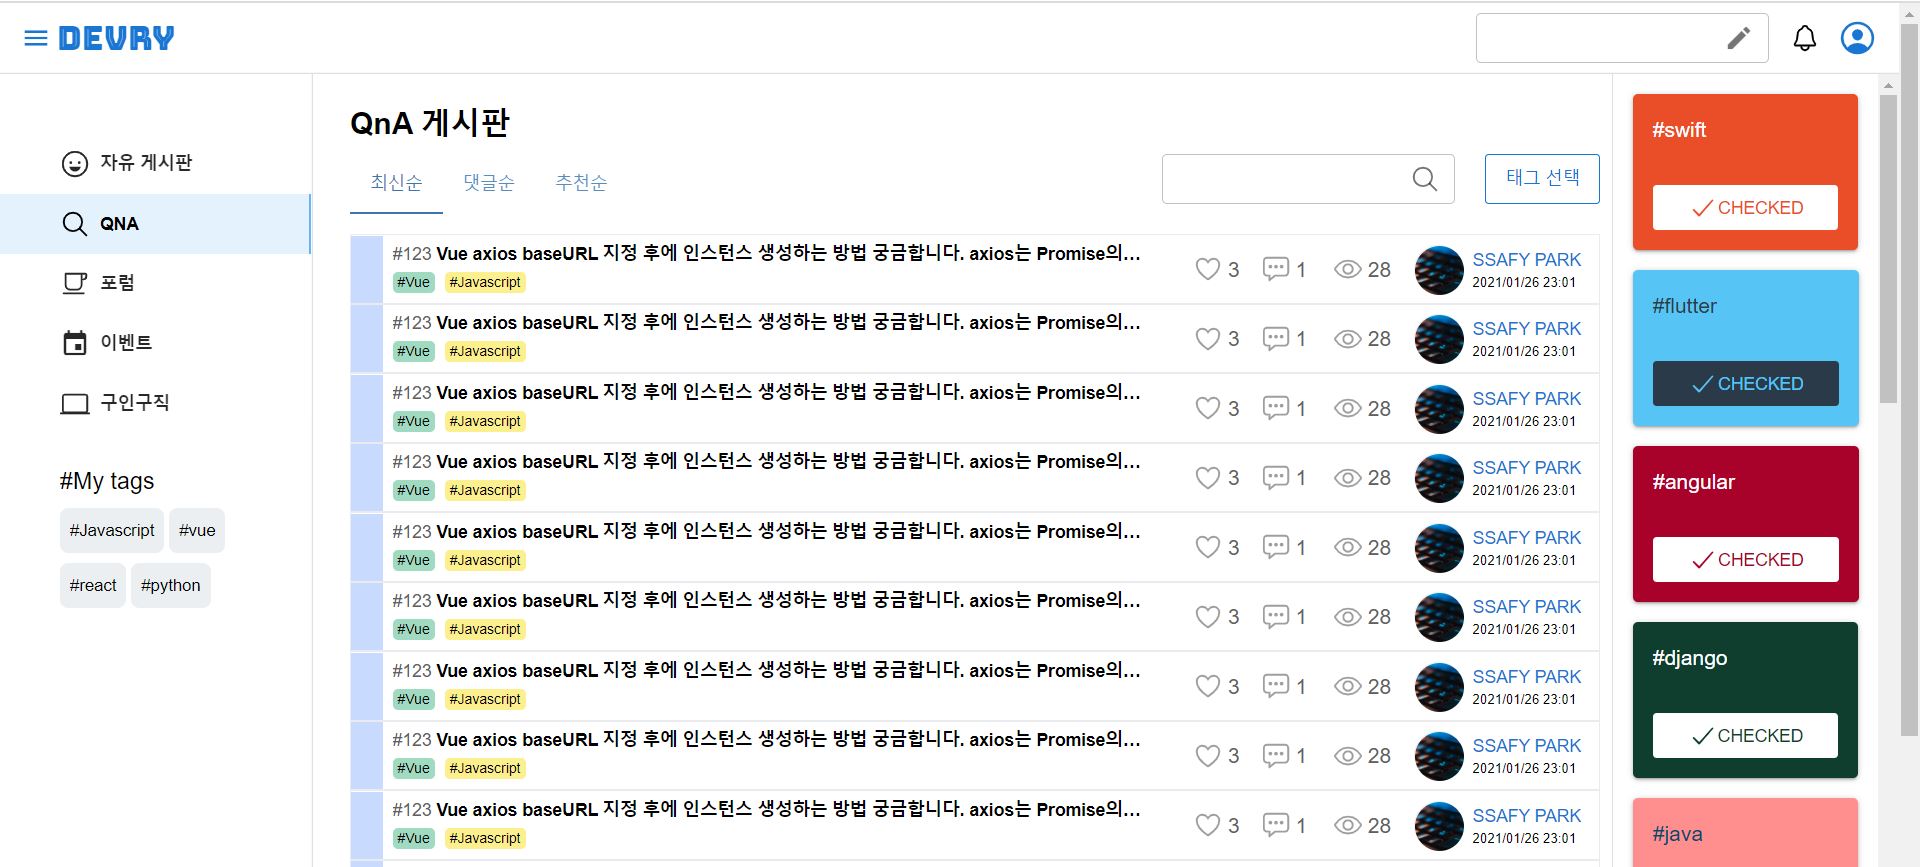 DEVRY
자유 게시판
QNA
포럼
이벤트
구인구직
#My tags
#Javascript #vue
#react #python
QnA 게시판
최신순 댓글순 추천순
태그 선택
#123 Vue axios baseURL 지정 후에 인스턴스 생성하는 방법 궁금합니다. axios는 Promise의...
#Vue #Javascript
3 1 28
SSAFY PARK
2021/01/26 23:01
#123 Vue axios baseURL 지정 후에 인스턴스 생성하는 방법 궁금합니다. axios는 Promise의...
#Vue #Javascript
3 1 28
SSAFY PARK
2021/01/26 23:01
#123 Vue axios baseURL 지정 후에 인스턴스 생성하는 방법 궁금합니다. axios는 Promise의...
#Vue #Javascript
3 1 28
SSAFY PARK
2021/01/26 23:01
#123 Vue axios baseURL 지정 후에 인스턴스 생성하는 방법 궁금합니다. axios는 Promise의...
#Vue #Javascript
3 1 28
SSAFY PARK
2021/01/26 23:01
#123 Vue axios baseURL 지정 후에 인스턴스 생성하는 방법 궁금합니다. axios는 Promise의...
#Vue #Javascript
3 1 28
SSAFY PARK
2021/01/26 23:01
#123 Vue axios baseURL 지정 후에 인스턴스 생성하는 방법 궁금합니다. axios는 Promise의...
#Vue #Javascript
3 1 28
SSAFY PARK
2021/01/26 23:01
#123 Vue axios baseURL 지정 후에 인스턴스 생성하는 방법 궁금합니다. axios는 Promise의...
#Vue #Javascript
3 1 28
SSAFY PARK
2021/01/26 23:01
#123 Vue axios baseURL 지정 후에 인스턴스 생성하는 방법 궁금합니다. axios는 Promise의...
#Vue #Javascript
3 1 28
SSAFY PARK
2021/01/26 23:01
#123 Vue axios baseURL 지정 후에 인스턴스 생성하는 방법 궁금합니다. axios는 Promise의...
#Vue #Javascript
3 1 28
SSAFY PARK
2021/01/26 23:01
#swift
CHECKED
#flutter
CHECKED
#angular
CHECKED
#django
CHECKED
#java